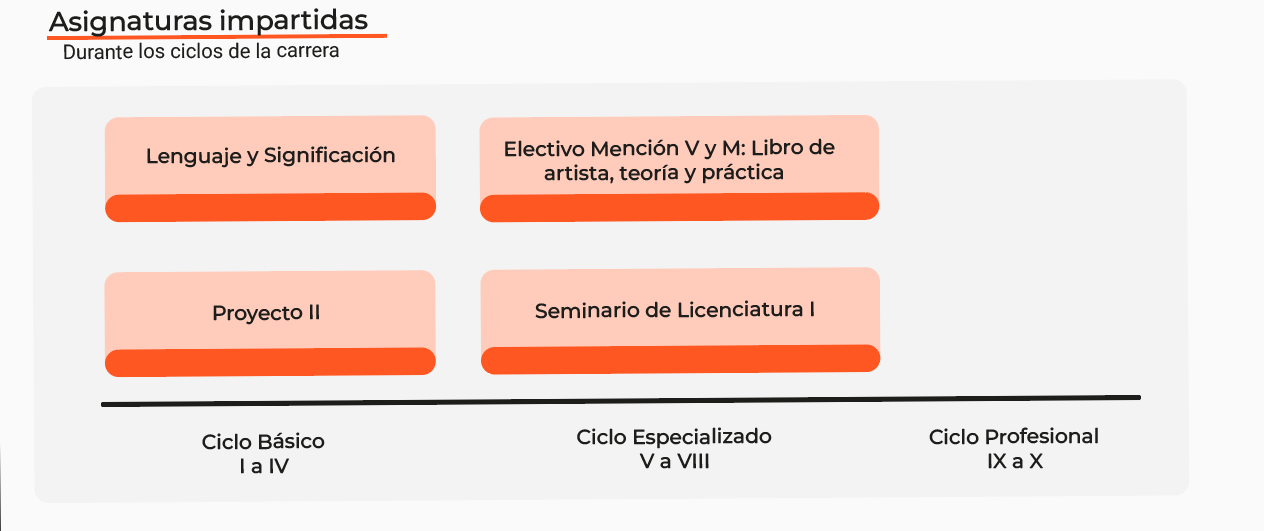 Asignaturas impartidas
Durante los ciclos de la carrera
Lenguaje y Significación
Electivo Mención V y M: Libro de
artista, teoría y práctica
Proyecto II
Seminario de Licenciatura I
Ciclo Básico
I a IV
Ciclo Especializado
V a VIII
Ciclo Profesional
IX a X